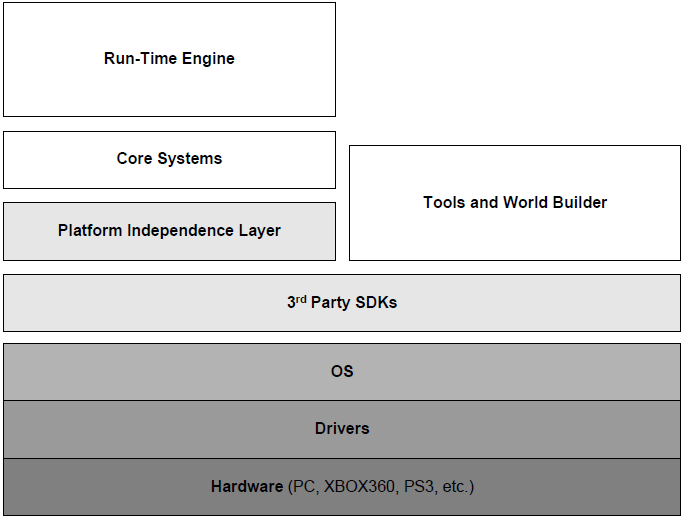 Run-Time Engine
Core Systems
Tools and World Builder
Platform Independence Layer
3rd Party SDKs
OS
Drivers
Hardware (PC, XBOX360, PS3, etc.)